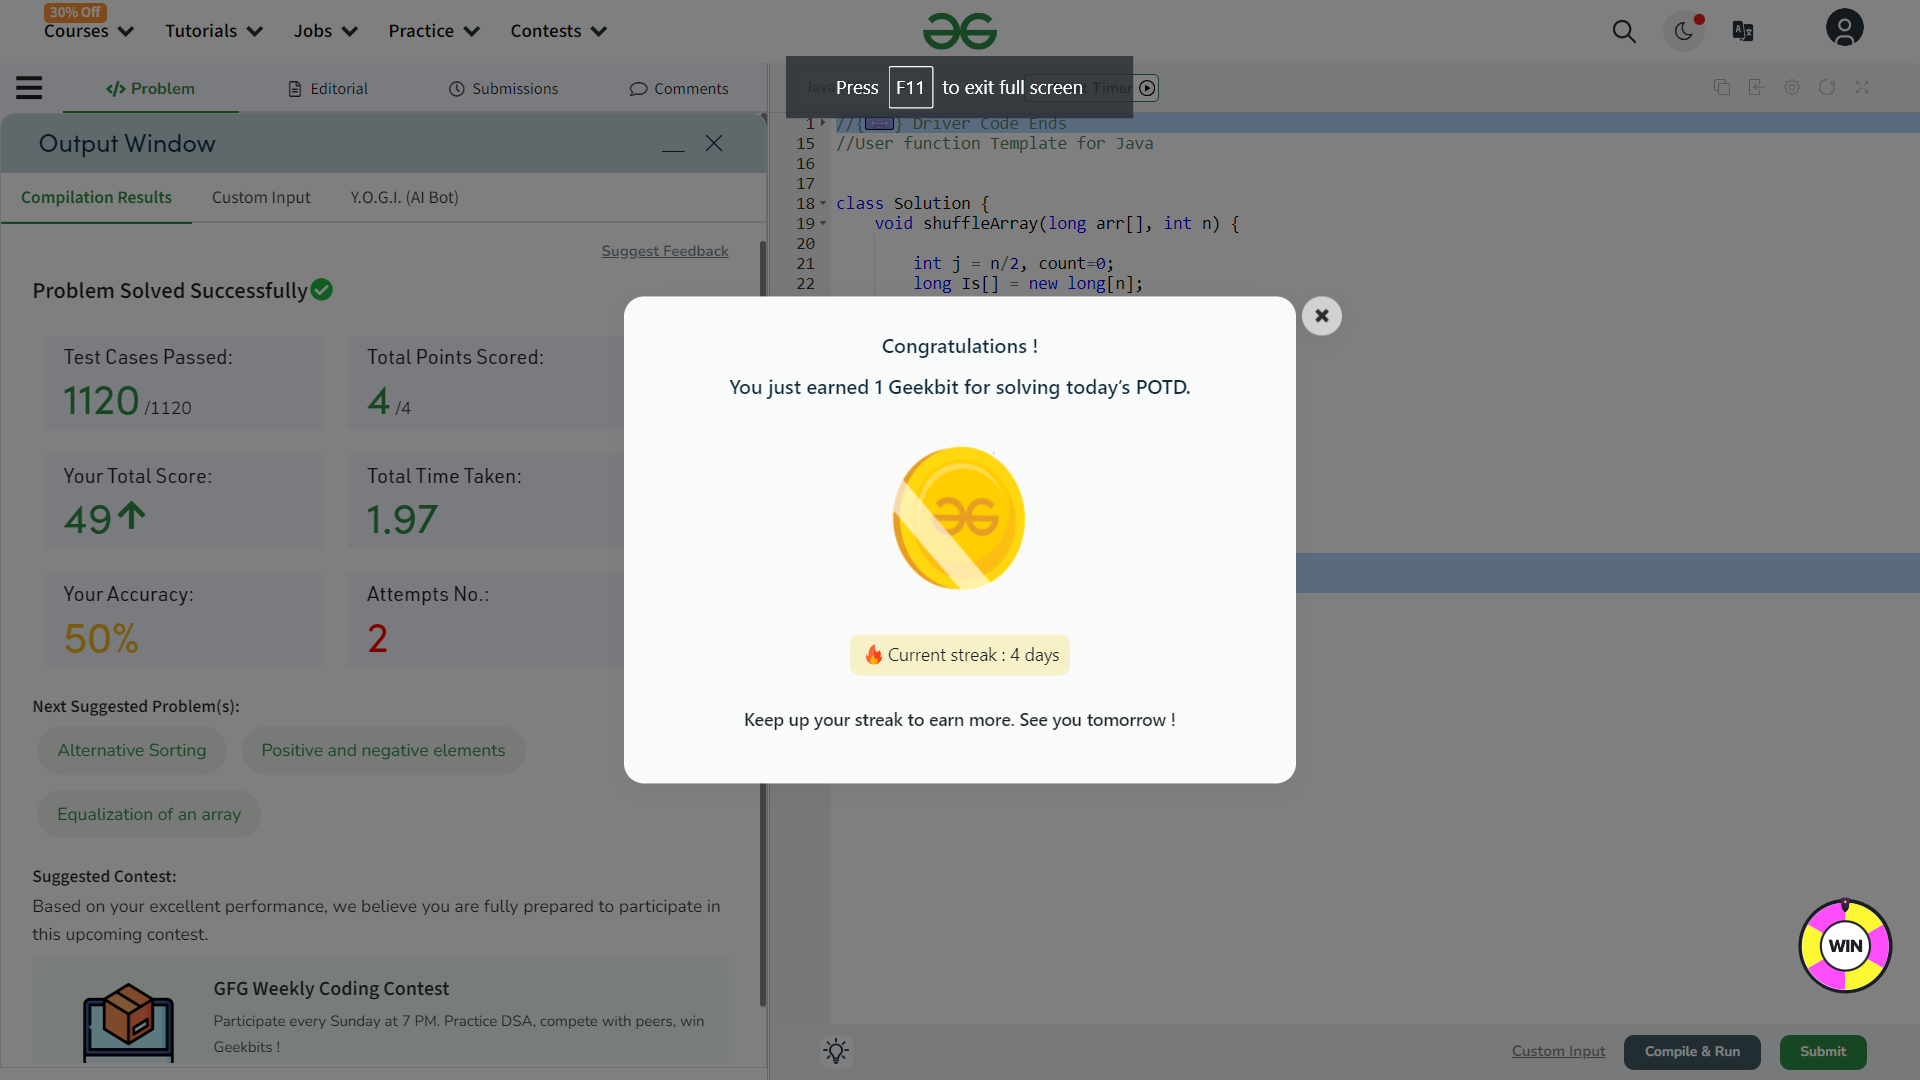 30% Off
Courses
Tutorials
Jobs
Practice
Contests
Problem
Editorial
Submissions
Comments
Press F11 to exit full screen
Java
Timer
Output Window
Compilation Results
Custom Input
Y.O.G.I. (AI Bot)
Suggest Feedback
Problem Solved Successfully
Test Cases Passed:
1120 /1120
Total Points Scored:
4 /4
Your Total Score:
49
Total Time Taken:
1.97
Your Accuracy:
50%
Attempts No.:
2
Next Suggested Problem(s):
Alternative Sorting
Positive and negative elements
Equalization of an array
Suggested Contest:
Based on your excellent performance, we believe you are fully prepared to participate in
this upcoming contest.
GFG Weekly Coding Contest
Participate every Sunday at 7 PM. Practice DSA, compete with peers, win
Geekbits !
1 //{} Driver Code Ends
15 //User function Template for Java
16
17
18 class Solution {
19 void shuffleArray(long arr[], int n) {
20
21 int j = n/2, count=0;
22 long Is[] = new long[n];
Congratulations !
You just earned 1 Geekbit for solving today's POTD.
Current streak : 4 days
Keep up your streak to earn more. See you tomorrow !
WIN
Custom Input
Compile & Run
Submit